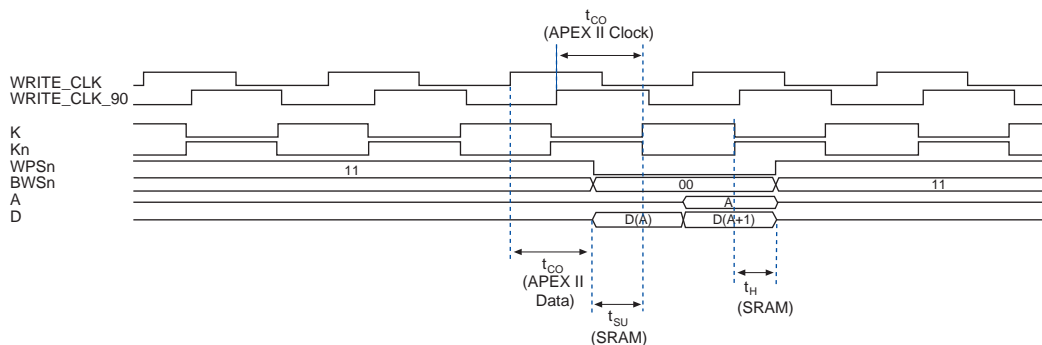 tCO
(APEX II Clock)
WRITE_CLK
WRITE_CLK_90
K
Kn
WPSn
11
BWSn
00
11
A
A
D
D(A)
D(A+1)
tCO
(APEX II
Data)
tSU
(SRAM)
tH
(SRAM)